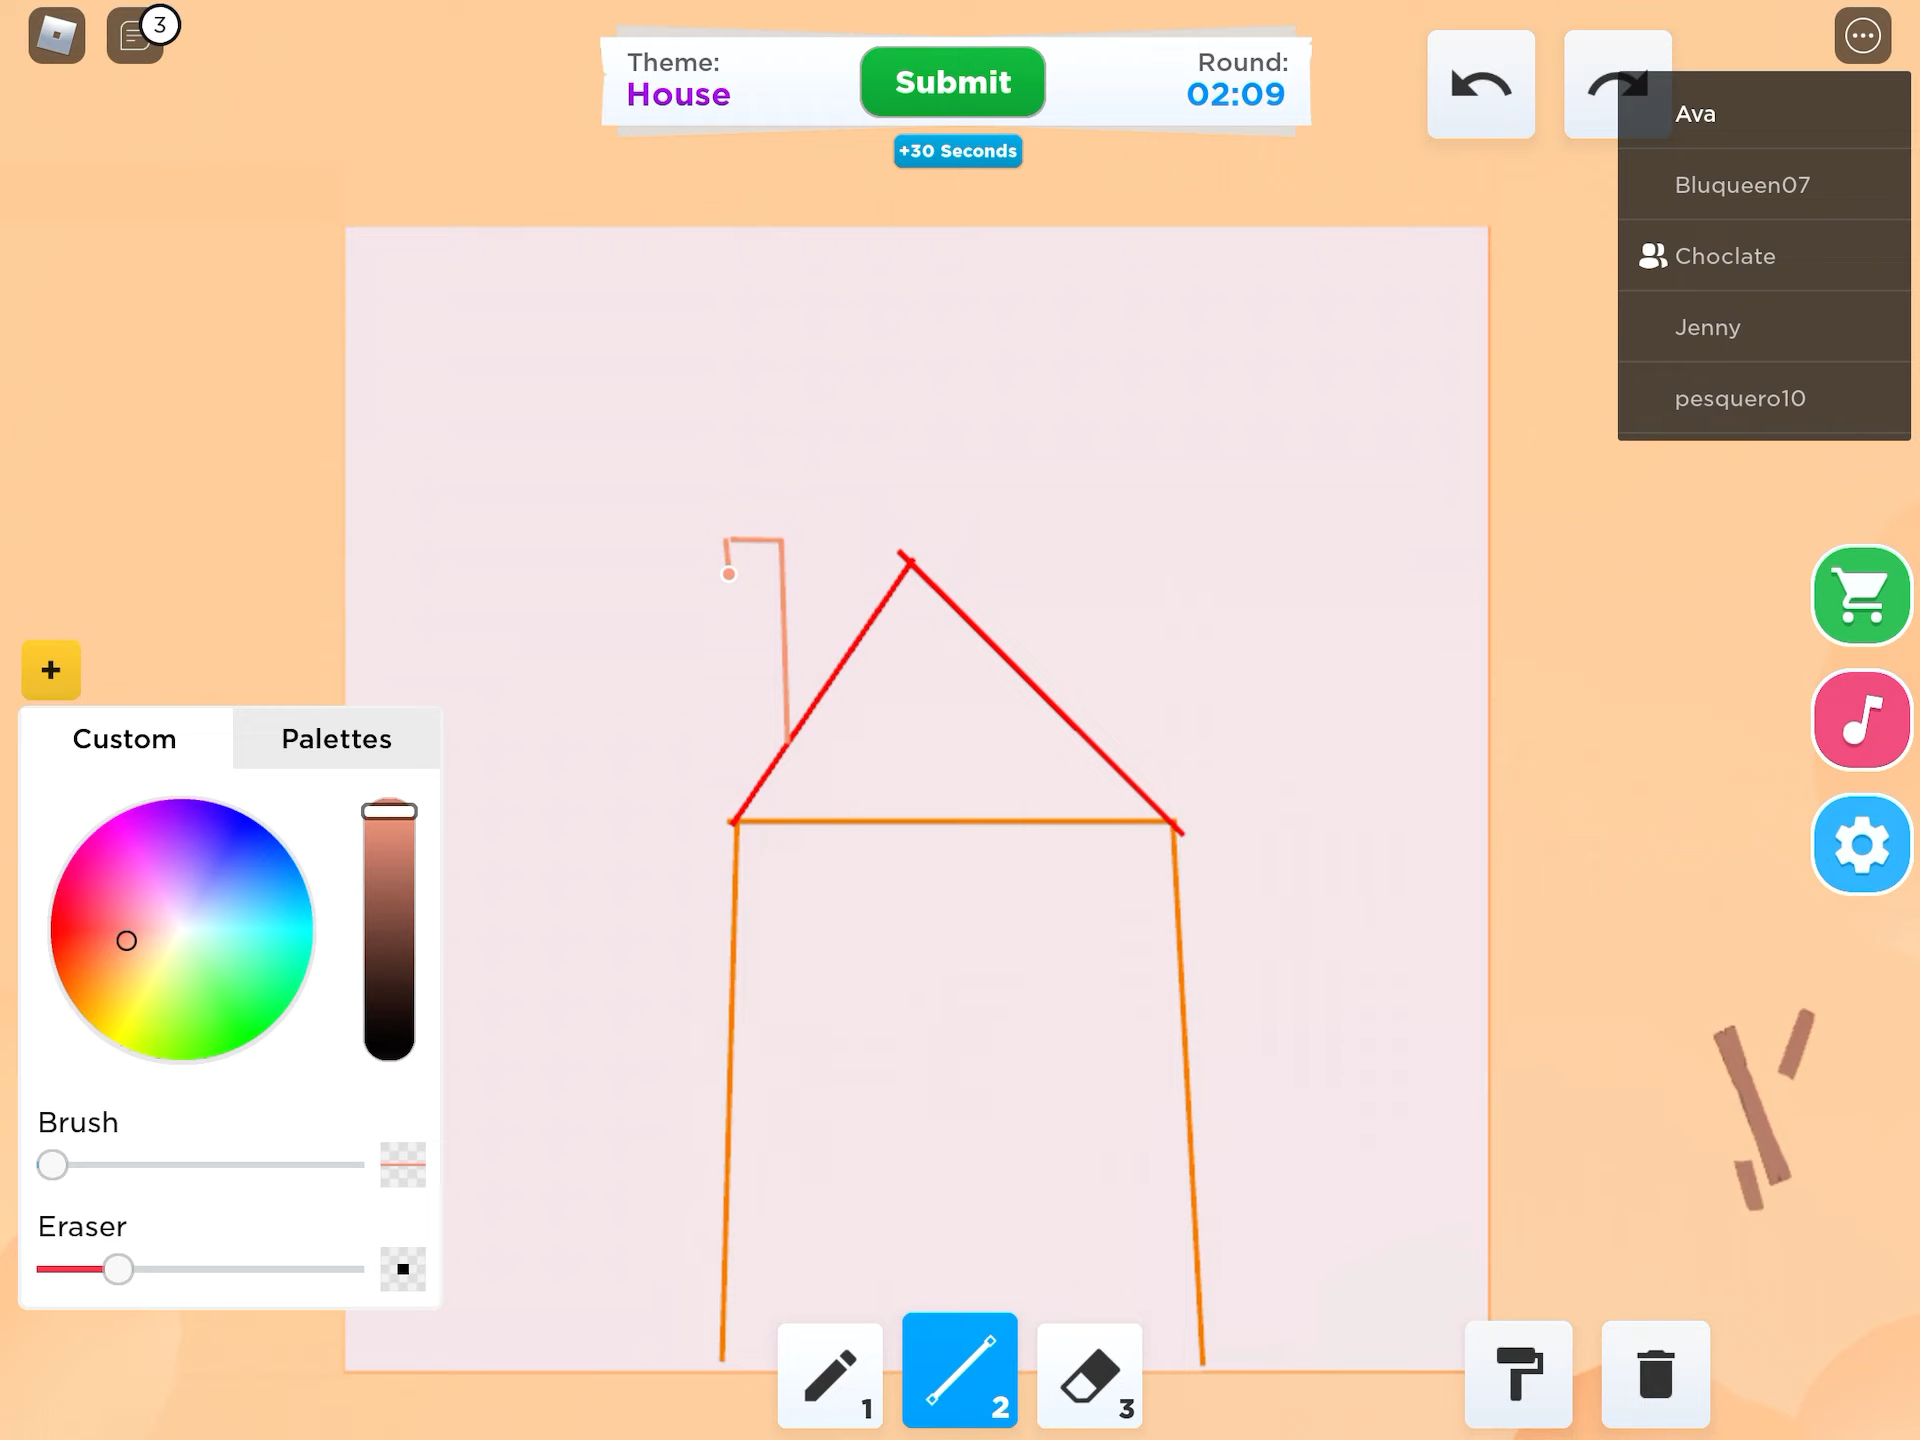 3
Theme:
House
Submit
Round:
02:09
+30 Seconds
Ava
Bluqueen07
Choclate
Jenny
pesquero10
+
Custom
Palettes
Brush
Eraser
1
2
3